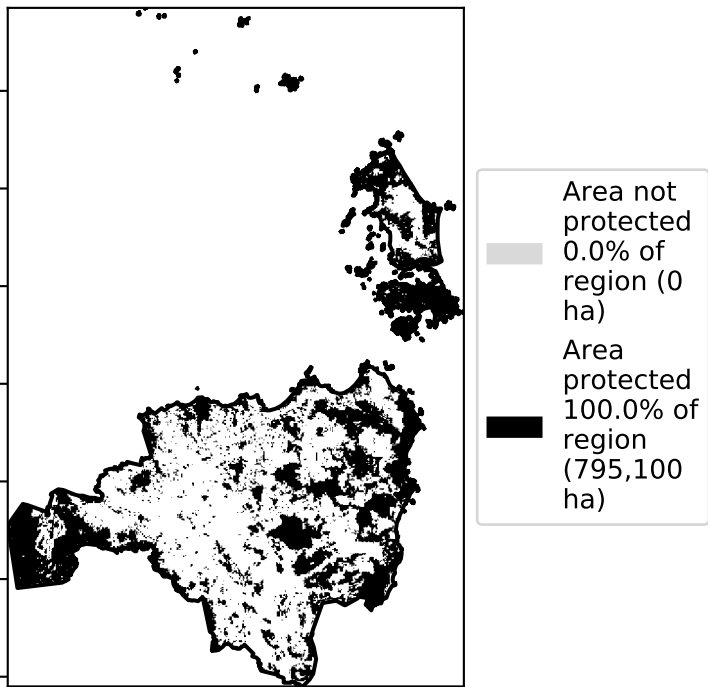 Area not
protected
0.0% of
region (0
ha)
Area
protected
100.0% of
region
(795,100
ha)